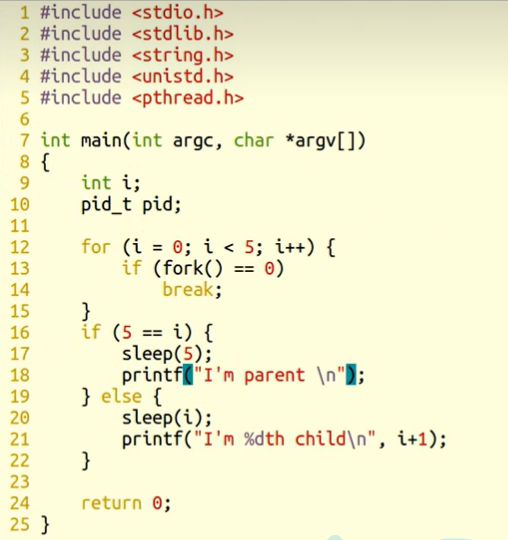 1 #include <stdio.h>
2 #include <stdlib.h>
3 #include <string.h>
4 #include <unistd.h>
5 #include <pthread.h>
6
7 int main(int argc, char *argv[])
8 {
9     int i;
10     pid_t pid;
11
12     for (i = 0; i < 5; i++) {
13         if (fork() == 0)
14             break;
15     }
16     if (5 == i) {
17         sleep(5);
18         printf("I'm parent \n");
19     } else {
20         sleep(i);
21         printf("I'm %dth child\n", i+1);
22     }
23
24     return 0;
25 }